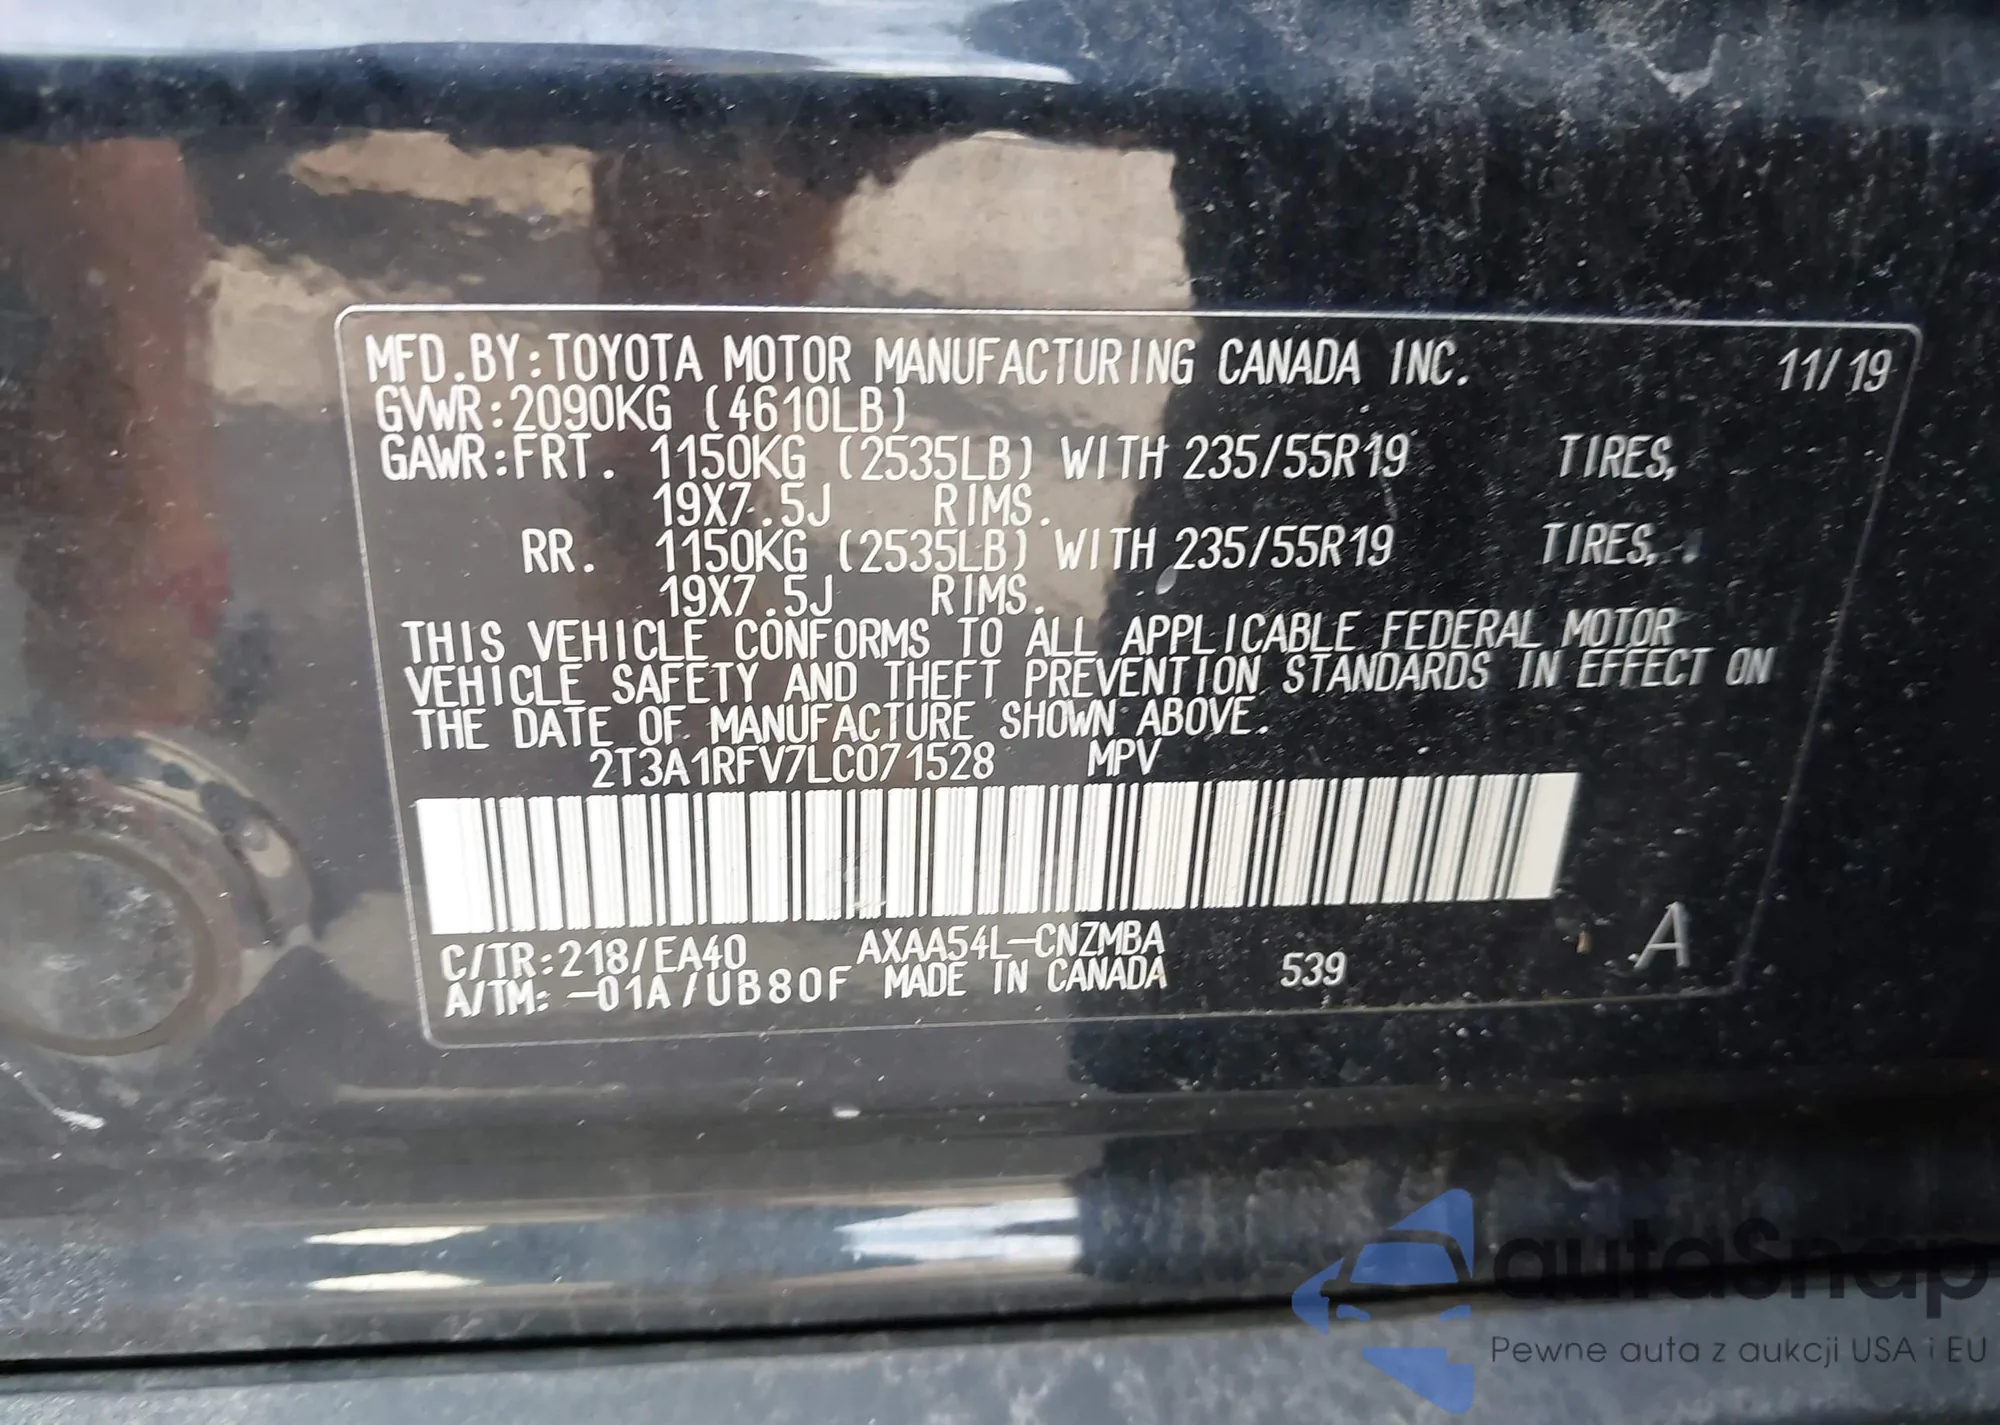 MFD.BY:TOYOTA MOTOR MANUFACTURING CANADA INC. 11/19
GVWR:2090KG (4610LB)
GAWR:FRT. 1150KG (2535LB) WITH 235/55R19 TIRES,
19X7.5J RIMS.
RR. 1150KG (2535LB) WITH 235/55R19 TIRES,
19X7.5J RIMS.
THIS VEHICLE CONFORMS TO ALL APPLICABLE FEDERAL MOTOR
VEHICLE SAFETY AND THEFT PREVENTION STANDARDS IN EFFECT ON
THE DATE OF MANUFACTURE SHOWN ABOVE.
2T3A1RFV7LC071528 MPV
C/TR:218/EA40 AXAA54L-CNZMBA
A/TM:-01A/UB80F MADE IN CANADA 539 A
autoSnap
Pewne auta z aukcji USA i EU